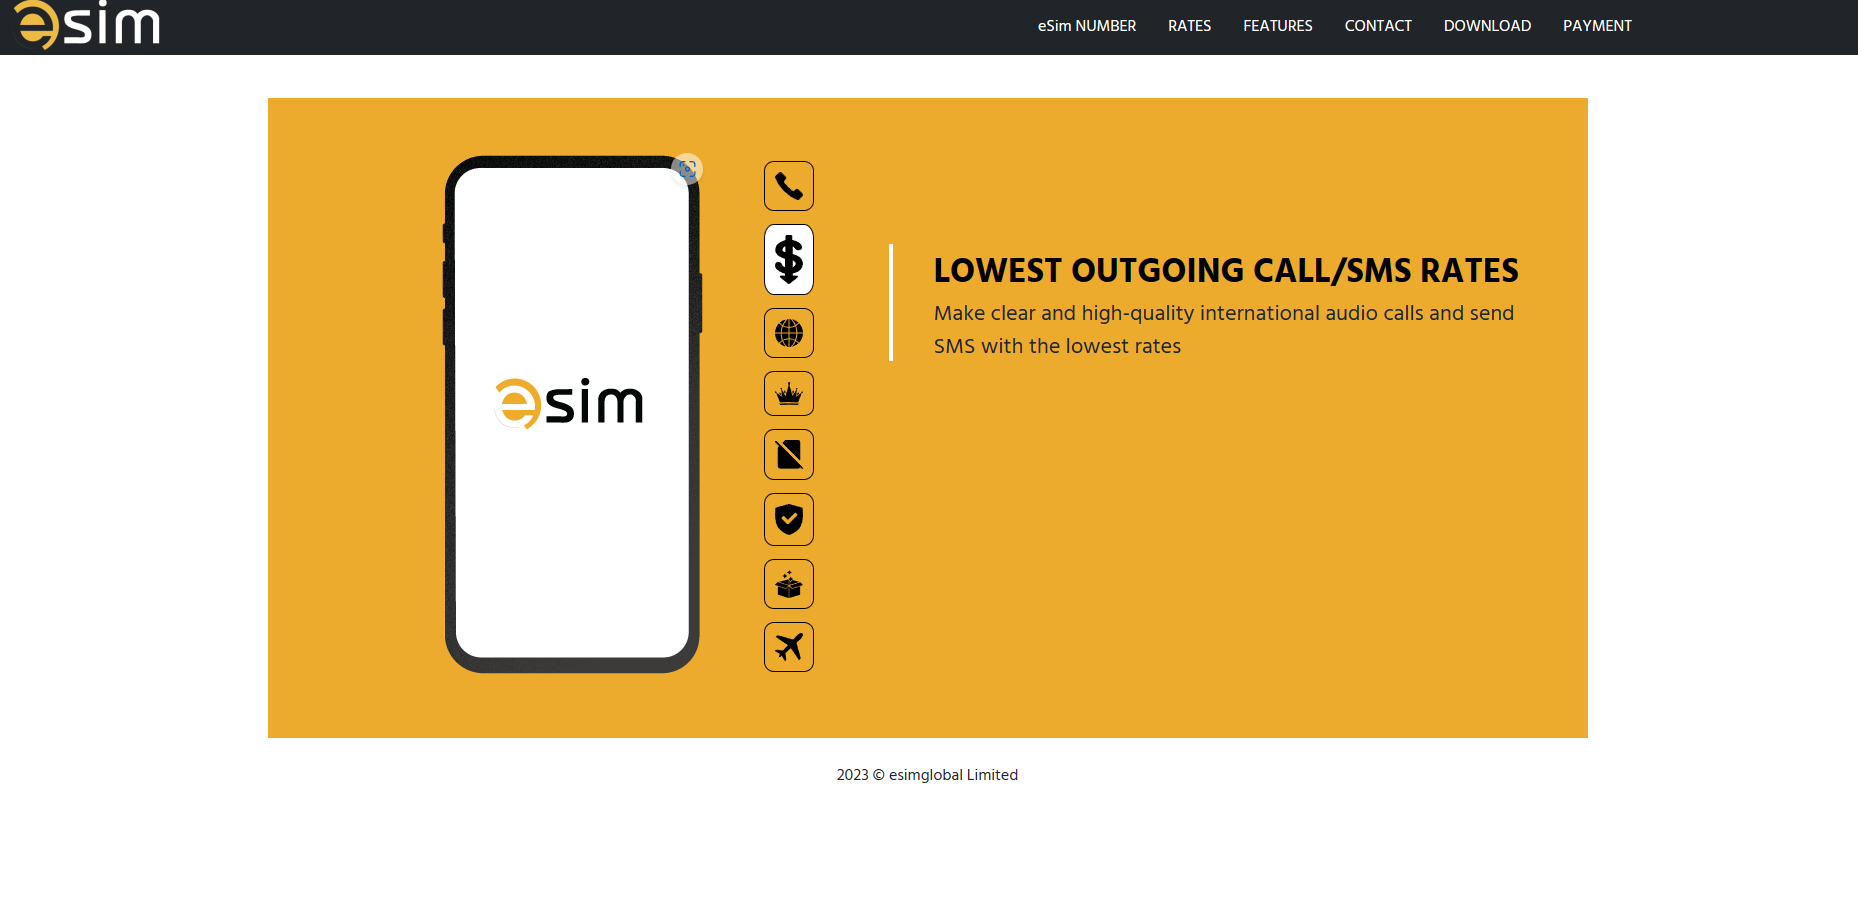 esim
eSim NUMBER RATES FEATURES CONTACT DOWNLOAD PAYMENT
esim
LOWEST OUTGOING CALL/SMS RATES
Make clear and high-quality international audio calls and send
SMS with the lowest rates
2023 © esimglobal Limited